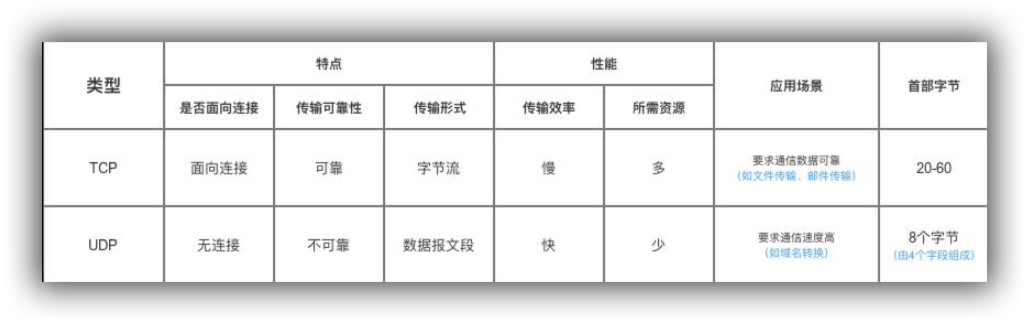 类型
特点
性能
应用场景
首部字节
是否面向连接
传输可靠性
传输形式
传输效率
所需资源
TCP
面向连接
可靠
字节流
慢
多
要求通信数据可靠
（如文件传输、邮件传输）
20-60
UDP
无连接
不可靠
数据报文段
快
少
要求通信速度高
（如域名转换）
8个字节
（由4个字段组成）